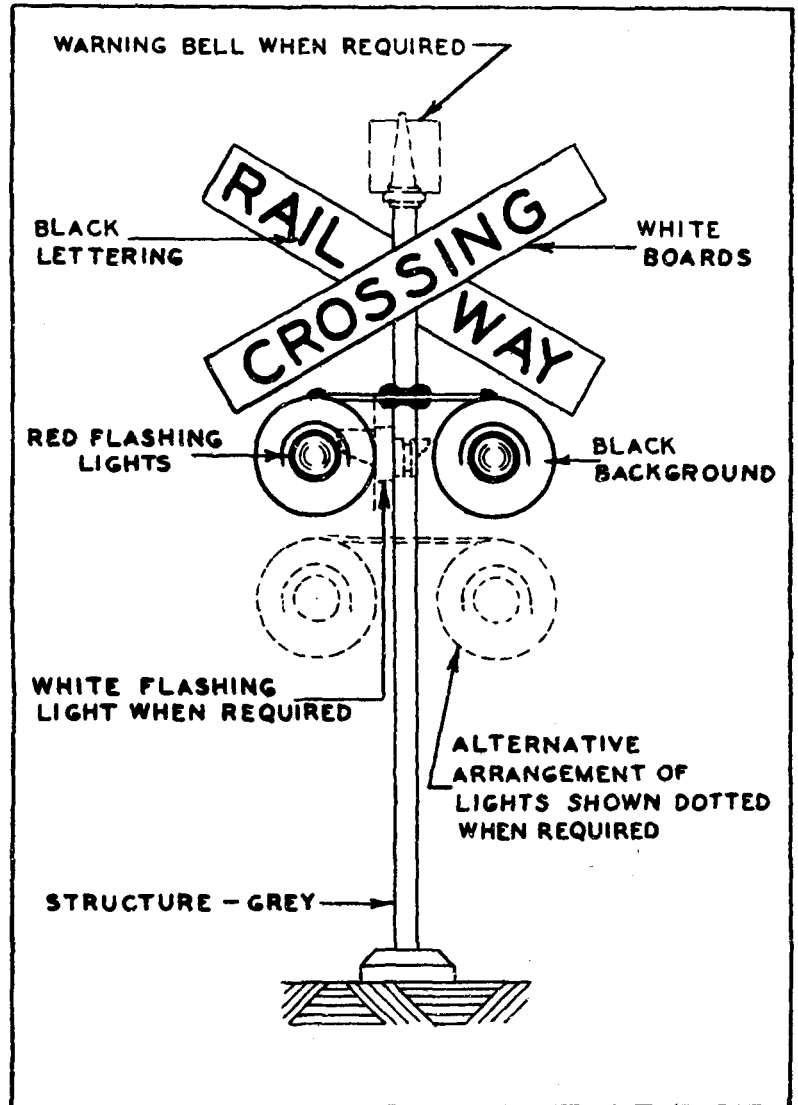 WARNING BELL WHEN REQUIRED
RAIL
WAY
CROSSING
BLACK
LETTERING
WHITE
BOARDS
RED FLASHING
LIGHTS
BLACK
BACKGROUND
WHITE FLASHING
LIGHT WHEN REQUIRED
ALTERNATIVE
ARRANGEMENT OF
LIGHTS SHOWN DOTTED
WHEN REQUIRED
STRUCTURE – GREY